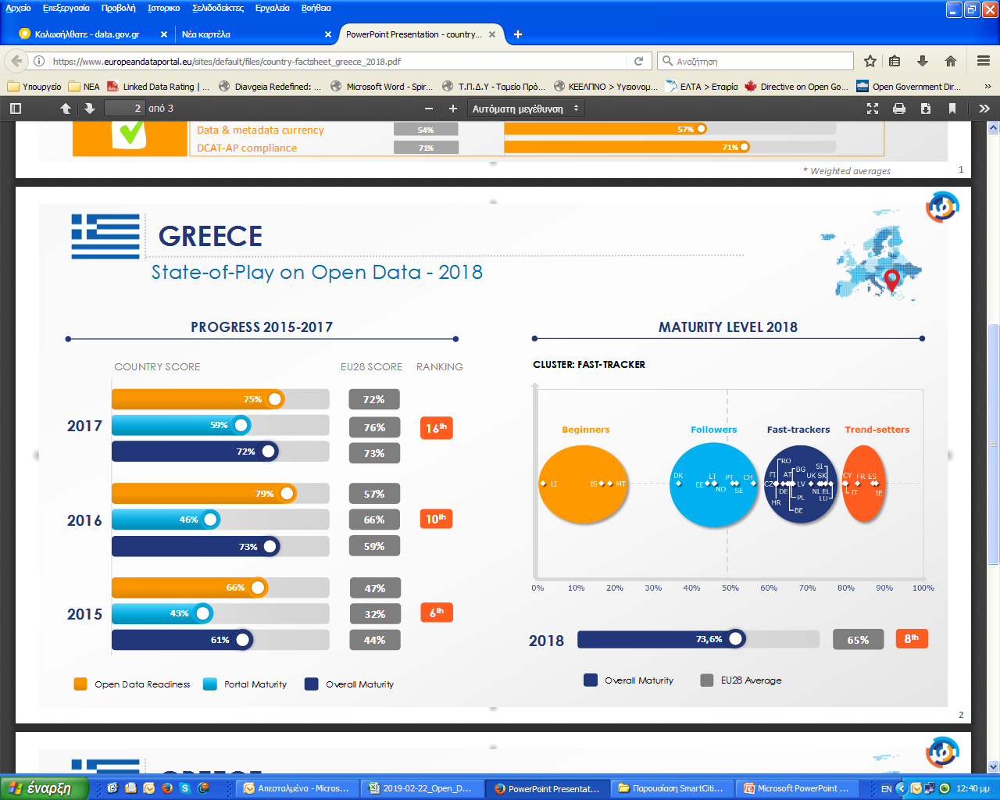 Αρχείο Επεξεργασία Προβολή Ιστορικο Σελιδοδείκτες Εργαλεία Βοήθεια
Καλωσήλθατε - data.gov.gr Νέα καρτέλα PowerPoint Presentation - country...
https://www.europeandataportal.eu/sites/default/files/country-factsheet_greece_2018.pdf Αναζήτηση
Υπουργείο ΝΕΑ Linked Data Rating | ... Diavgeia Redefined: ... Microsoft Word - Spir... Τ.Π.Δ.Υ - Ταμείο Πρό... ΚΕΕΛΠΝΟ > Υγειονομ... ΕΛΤΑ > Εταιρία Directive on Open Go... Open Government Dir...
2 από 3 Αυτόματη μεγέθυνση
Data & metadata currency 54% 57%
DCAT-AP compliance 71% 71%
* Weighted averages 1
GREECE
State-of-Play on Open Data - 2018
PROGRESS 2015-2017
COUNTRY SCORE EU28 SCORE RANKING
75% 72%
2017 59% 76% 16th
72% 73%
79% 57%
2016 46% 66% 10th
73% 59%
66% 47%
2015 43% 32% 6th
61% 44%
Open Data Readiness Portal Maturity Overall Maturity
MATURITY LEVEL 2018
CLUSTER: FAST-TRACKER
Beginners Followers Fast-trackers Trend-setters
LI IS MT
DK EE LT NO PT SE CH
CZ FI RO HR AT DE BG LV PL BE UK NL SI SK EL LU
CY IT FR ES IE
0% 10% 20% 30% 40% 50% 60% 70% 80% 90% 100%
2018 73,6% 65% 8th
Overall Maturity EU28 Average
2
GREECE
έναρξη Απεσταλμένα - Micros... 2019-02-22_Open_D... PowerPoint Presentat... Παρουσίαση SmartCiti... Microsoft PowerPoint ... EN 12:40 μμ